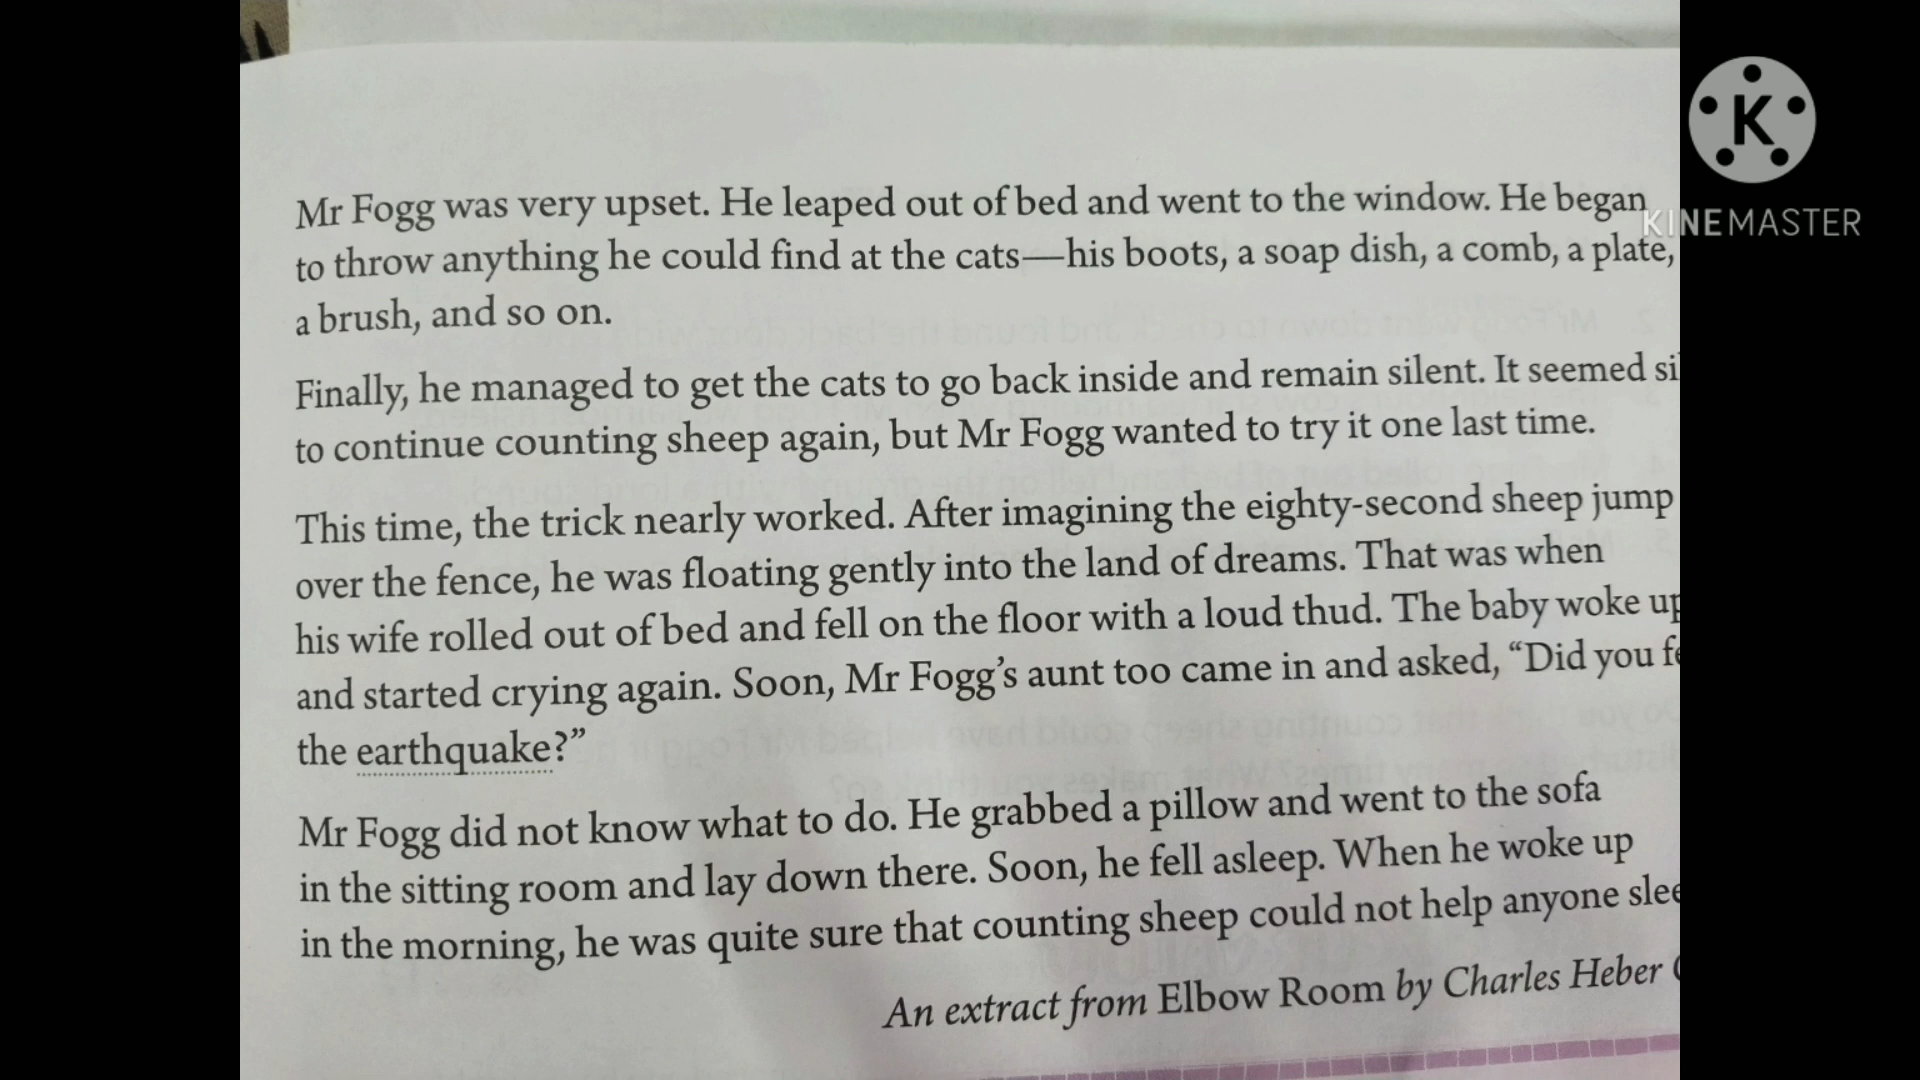 Mr Fogg was very upset. He leaped out of bed and went to the window. He began
to throw anything he could find at the cats—his boots, a soap dish, a comb, a plate,
a brush, and so on.
Finally, he managed to get the cats to go back inside and remain silent. It seemed
to continue counting sheep again, but Mr Fogg wanted to try it one last time.
This time, the trick nearly worked. After imagining the eighty-second sheep jump
over the fence, he was floating gently into the land of dreams. That was when
his wife rolled out of bed and fell on the floor with a loud thud. The baby woke up
and started crying again. Soon, Mr Fogg's aunt too came in and asked, “Did you
the earthquake?”
Mr Fogg did not know what to do. He grabbed a pillow and went to the sofa
in the sitting room and lay down there. Soon, he fell asleep. When he woke up
in the morning, he was quite sure that counting sheep could not help anyone
An extract from Elbow Room by Charles Heber
K
KINEMASTER